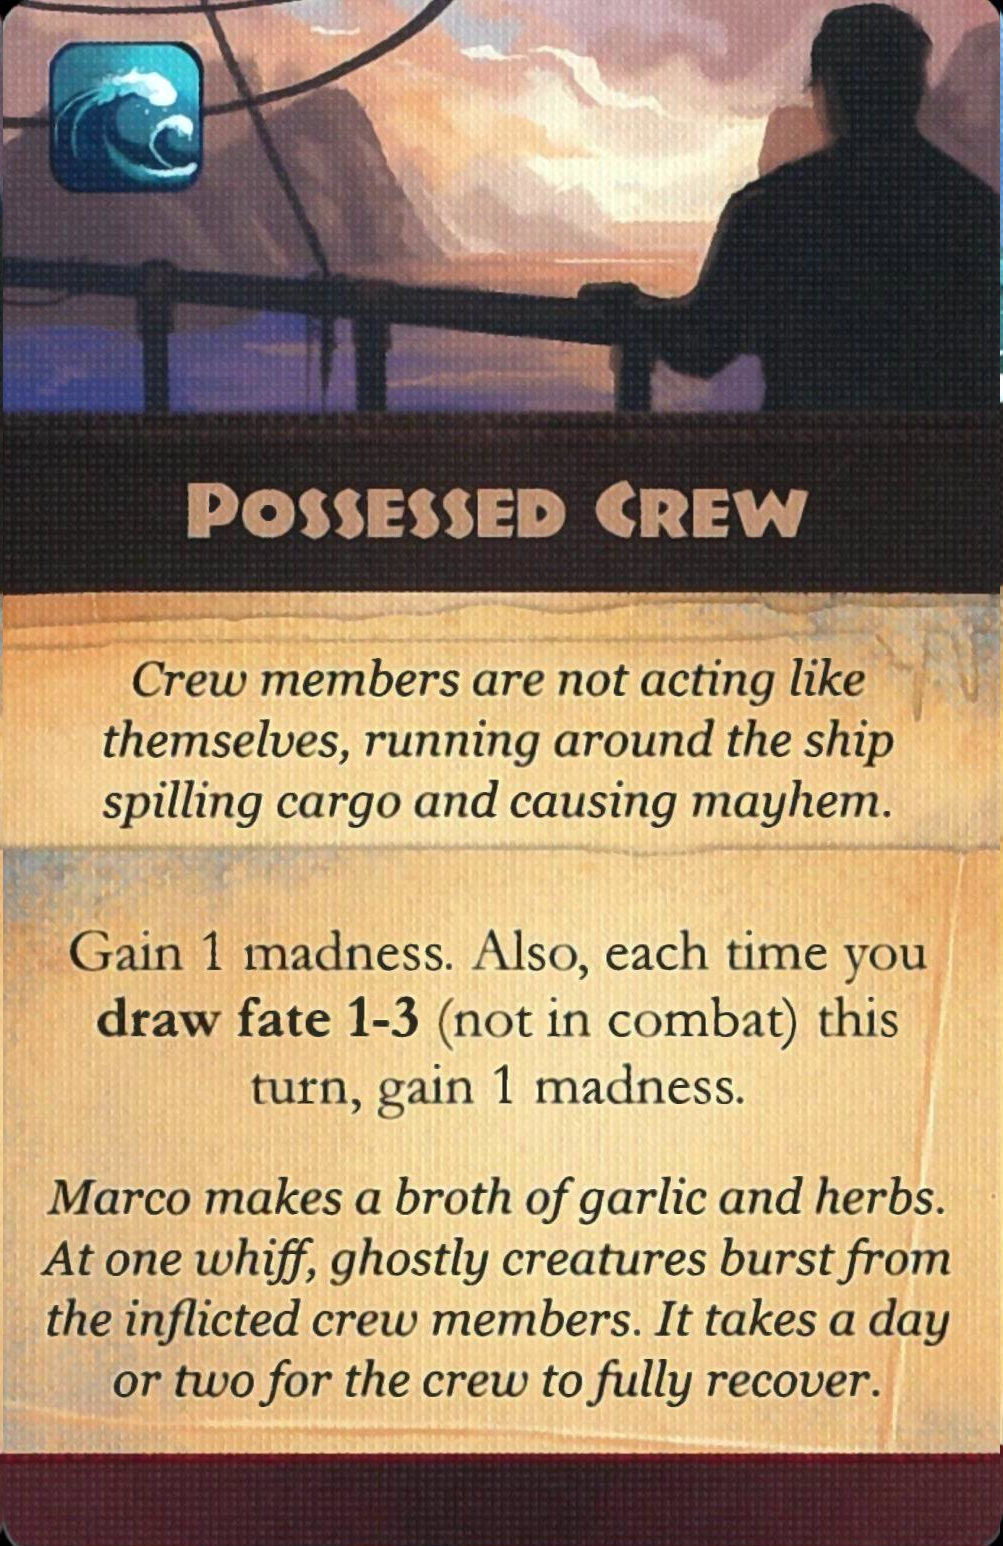 POSSESSED CREW
Crew members are not acting like
themselves, running around the ship
spilling cargo and causing mayhem.
Gain 1 madness. Also, each time you
draw fate 1-3 (not in combat) this
turn, gain 1 madness.
Marco makes a broth of garlic and herbs.
At one whiff, ghostly creatures burst from
the inflicted crew members. It takes a day
or two for the crew to fully recover.